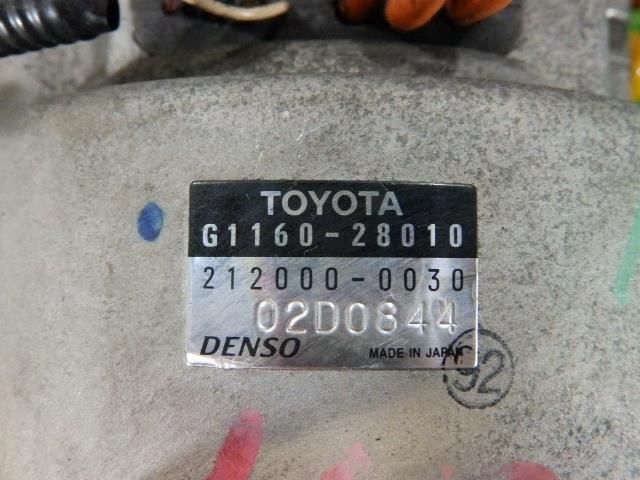 TOYOTA
G1160-28010
212000-0030
02D0844
DENSO MADE IN JAPAN
92